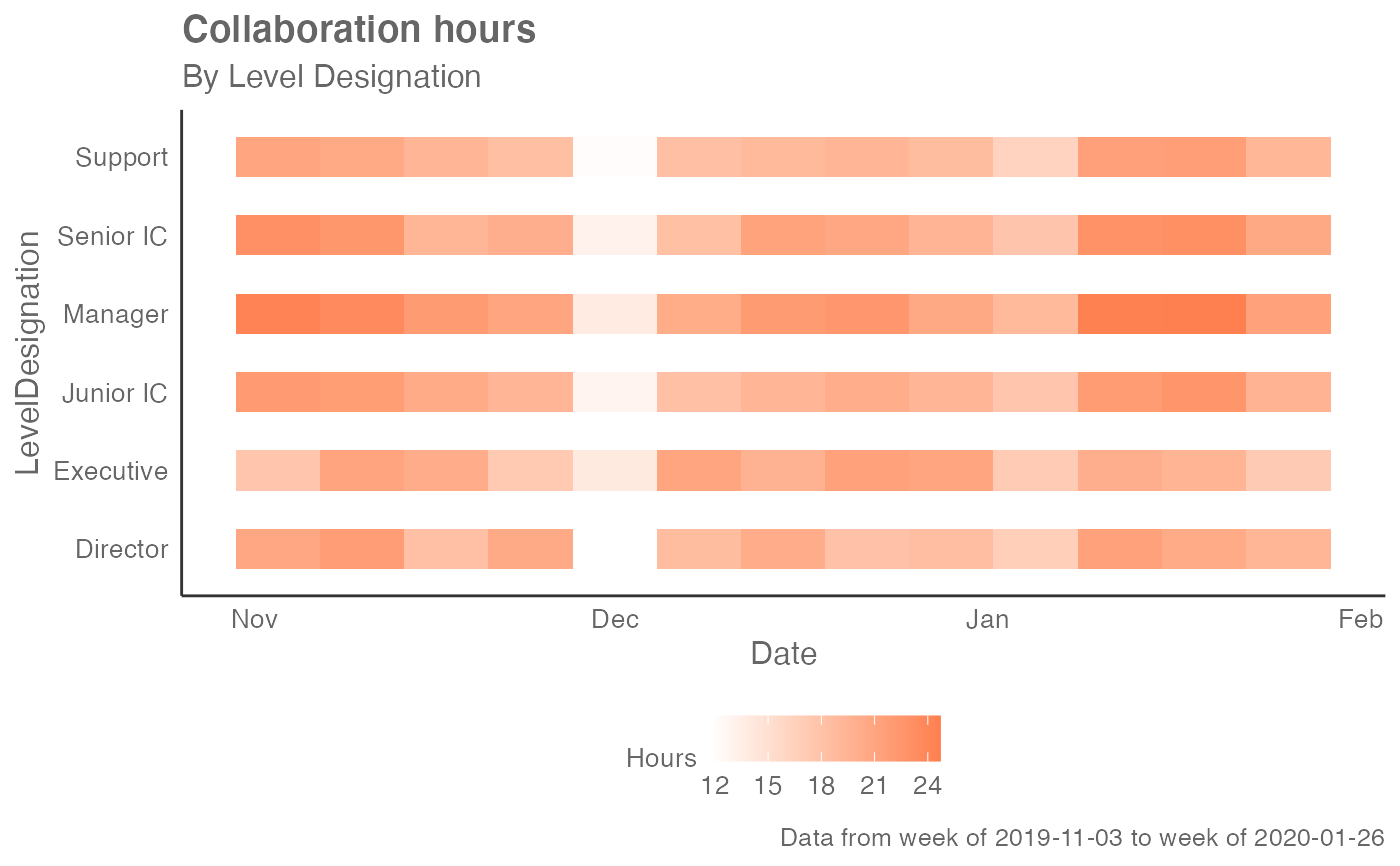 Collaboration hours
By Level Designation
LevelDesignation
Support
Senior IC
Manager
Junior IC
Executive
Director
Nov Dec Jan Feb
Date
Hours
12 15 18 21 24
Data from week of 2019-11-03 to week of 2020-01-26